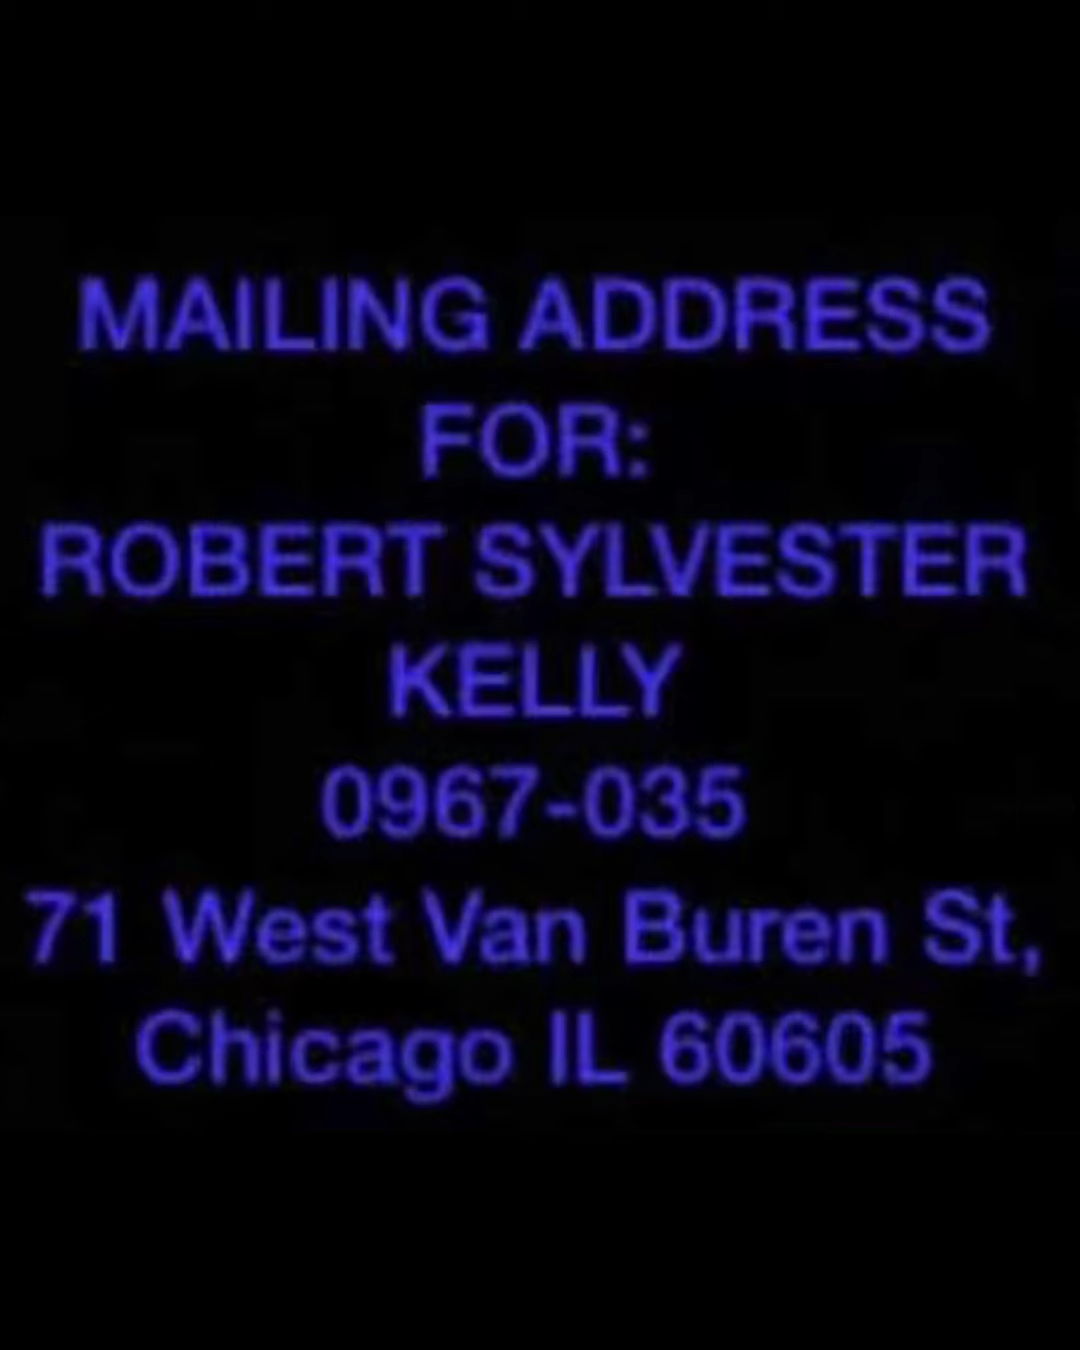 MAILING ADDRESS
FOR:
ROBERT SYLVESTER
KELLY
0967-035
71 West Van Buren St,
Chicago IL 60605